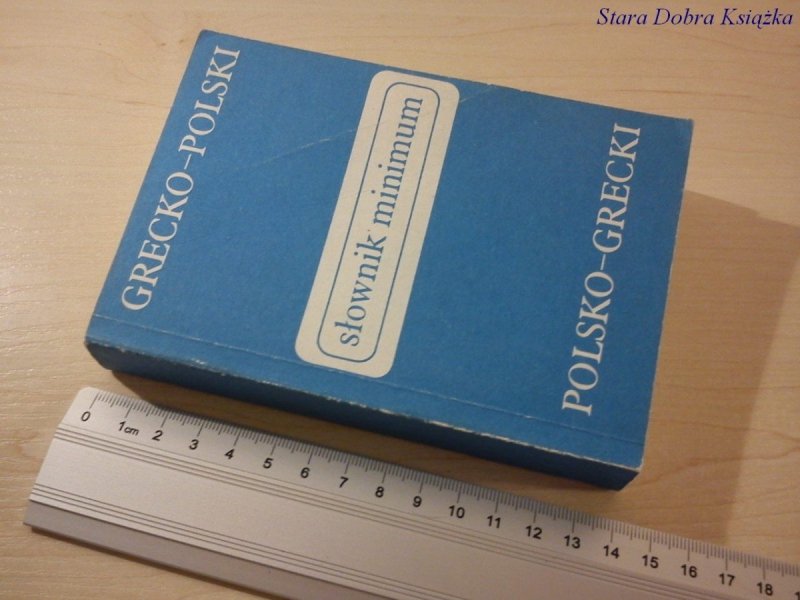 Stara Dobra Książka
GRECKO-POLSKI
słownik minimum
POLSKO-GRECKI
0 1cm 2 3 4 5 6 7 8 9 10 11 12 13 14 15 16 17 18